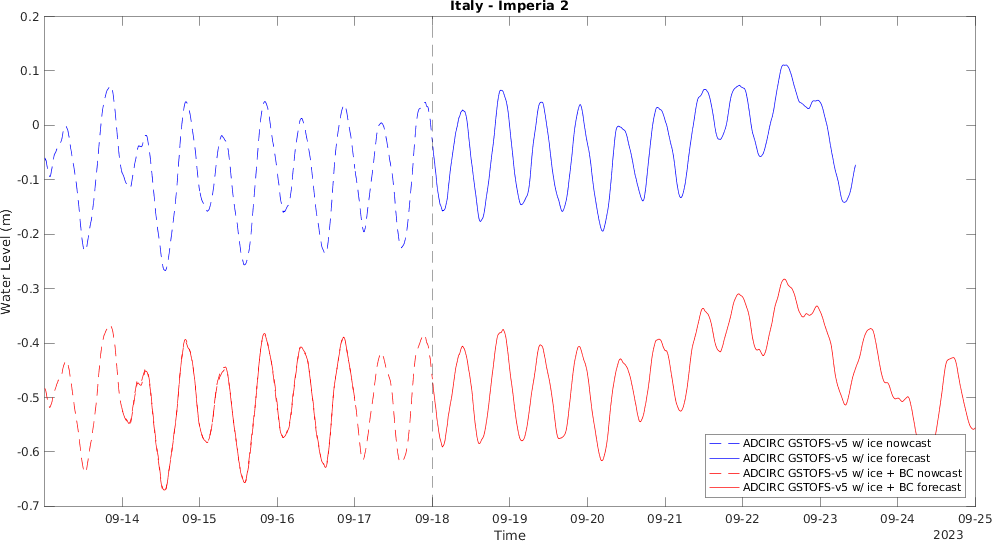 Italy - Imperia 2
0.2
0.1
0
-0.1
-0.2
-0.3
-0.4
-0.5
-0.6
-0.7
Water Level (m)
ADCIRC GSTOFS-v5 w/ ice nowcast
ADCIRC GSTOFS-v5 w/ ice forecast
ADCIRC GSTOFS-v5 w/ ice + BC nowcast
ADCIRC GSTOFS-v5 w/ ice + BC forecast
09-14 09-15 09-16 09-17 09-18 09-19 09-20 09-21 09-22 09-23 09-24 09-25
Time 2023